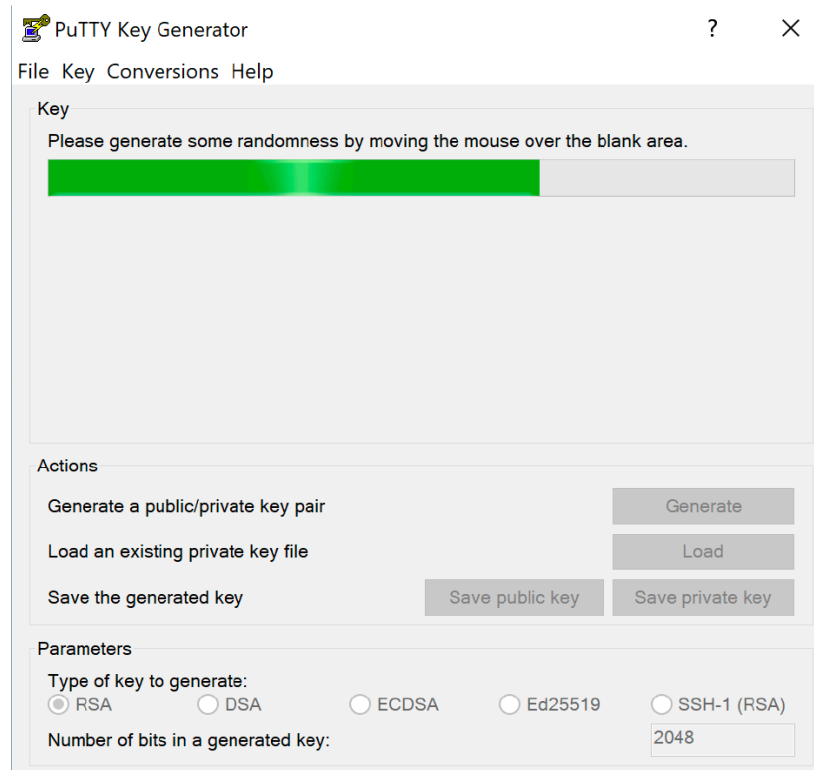 PuTTY Key Generator ? ×
File Key Conversions Help
Key
Please generate some randomness by moving the mouse over the blank area.
Actions
Generate a public/private key pair Generate
Load an existing private key file Load
Save the generated key Save public key Save private key
Parameters
Type of key to generate:
RSA DSA ECDSA Ed25519 SSH-1 (RSA)
Number of bits in a generated key: 2048